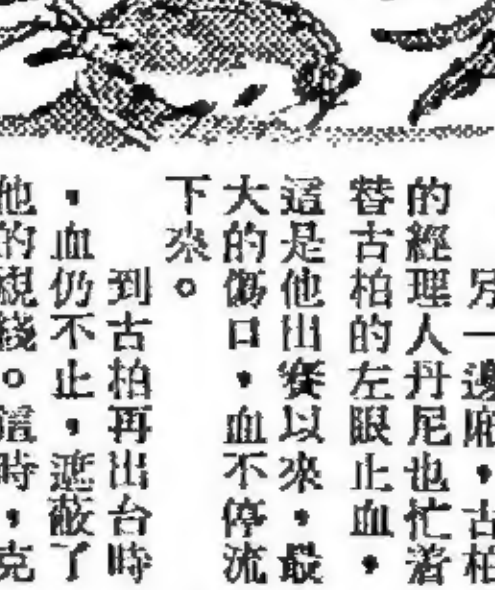 另一邊廂，古柏
的經理人丹尼也忙着
替古柏的左眼止血，
這是他出賽以來，最
大的傷口，血不停流
下來。
到古柏再出台時
，血仍不止，遮蔽了
他的視綫。這時，克